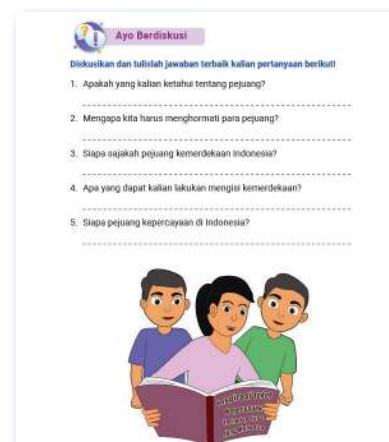 Ayo Berdiskusi
Diskusikan dan tulislah jawaban terbaik kalian pertanyaan berikut!
1. Apakah yang kalian ketahui tentang pejuang?
2. Mengapa kita harus menghormati para pejuang?
3. Siapa sajakah pejuang kemerdekaan Indonesia?
4. Apa yang dapat kalian lakukan mengisi kemerdekaan?
5. Siapa pejuang kepercayaan di Indonesia?